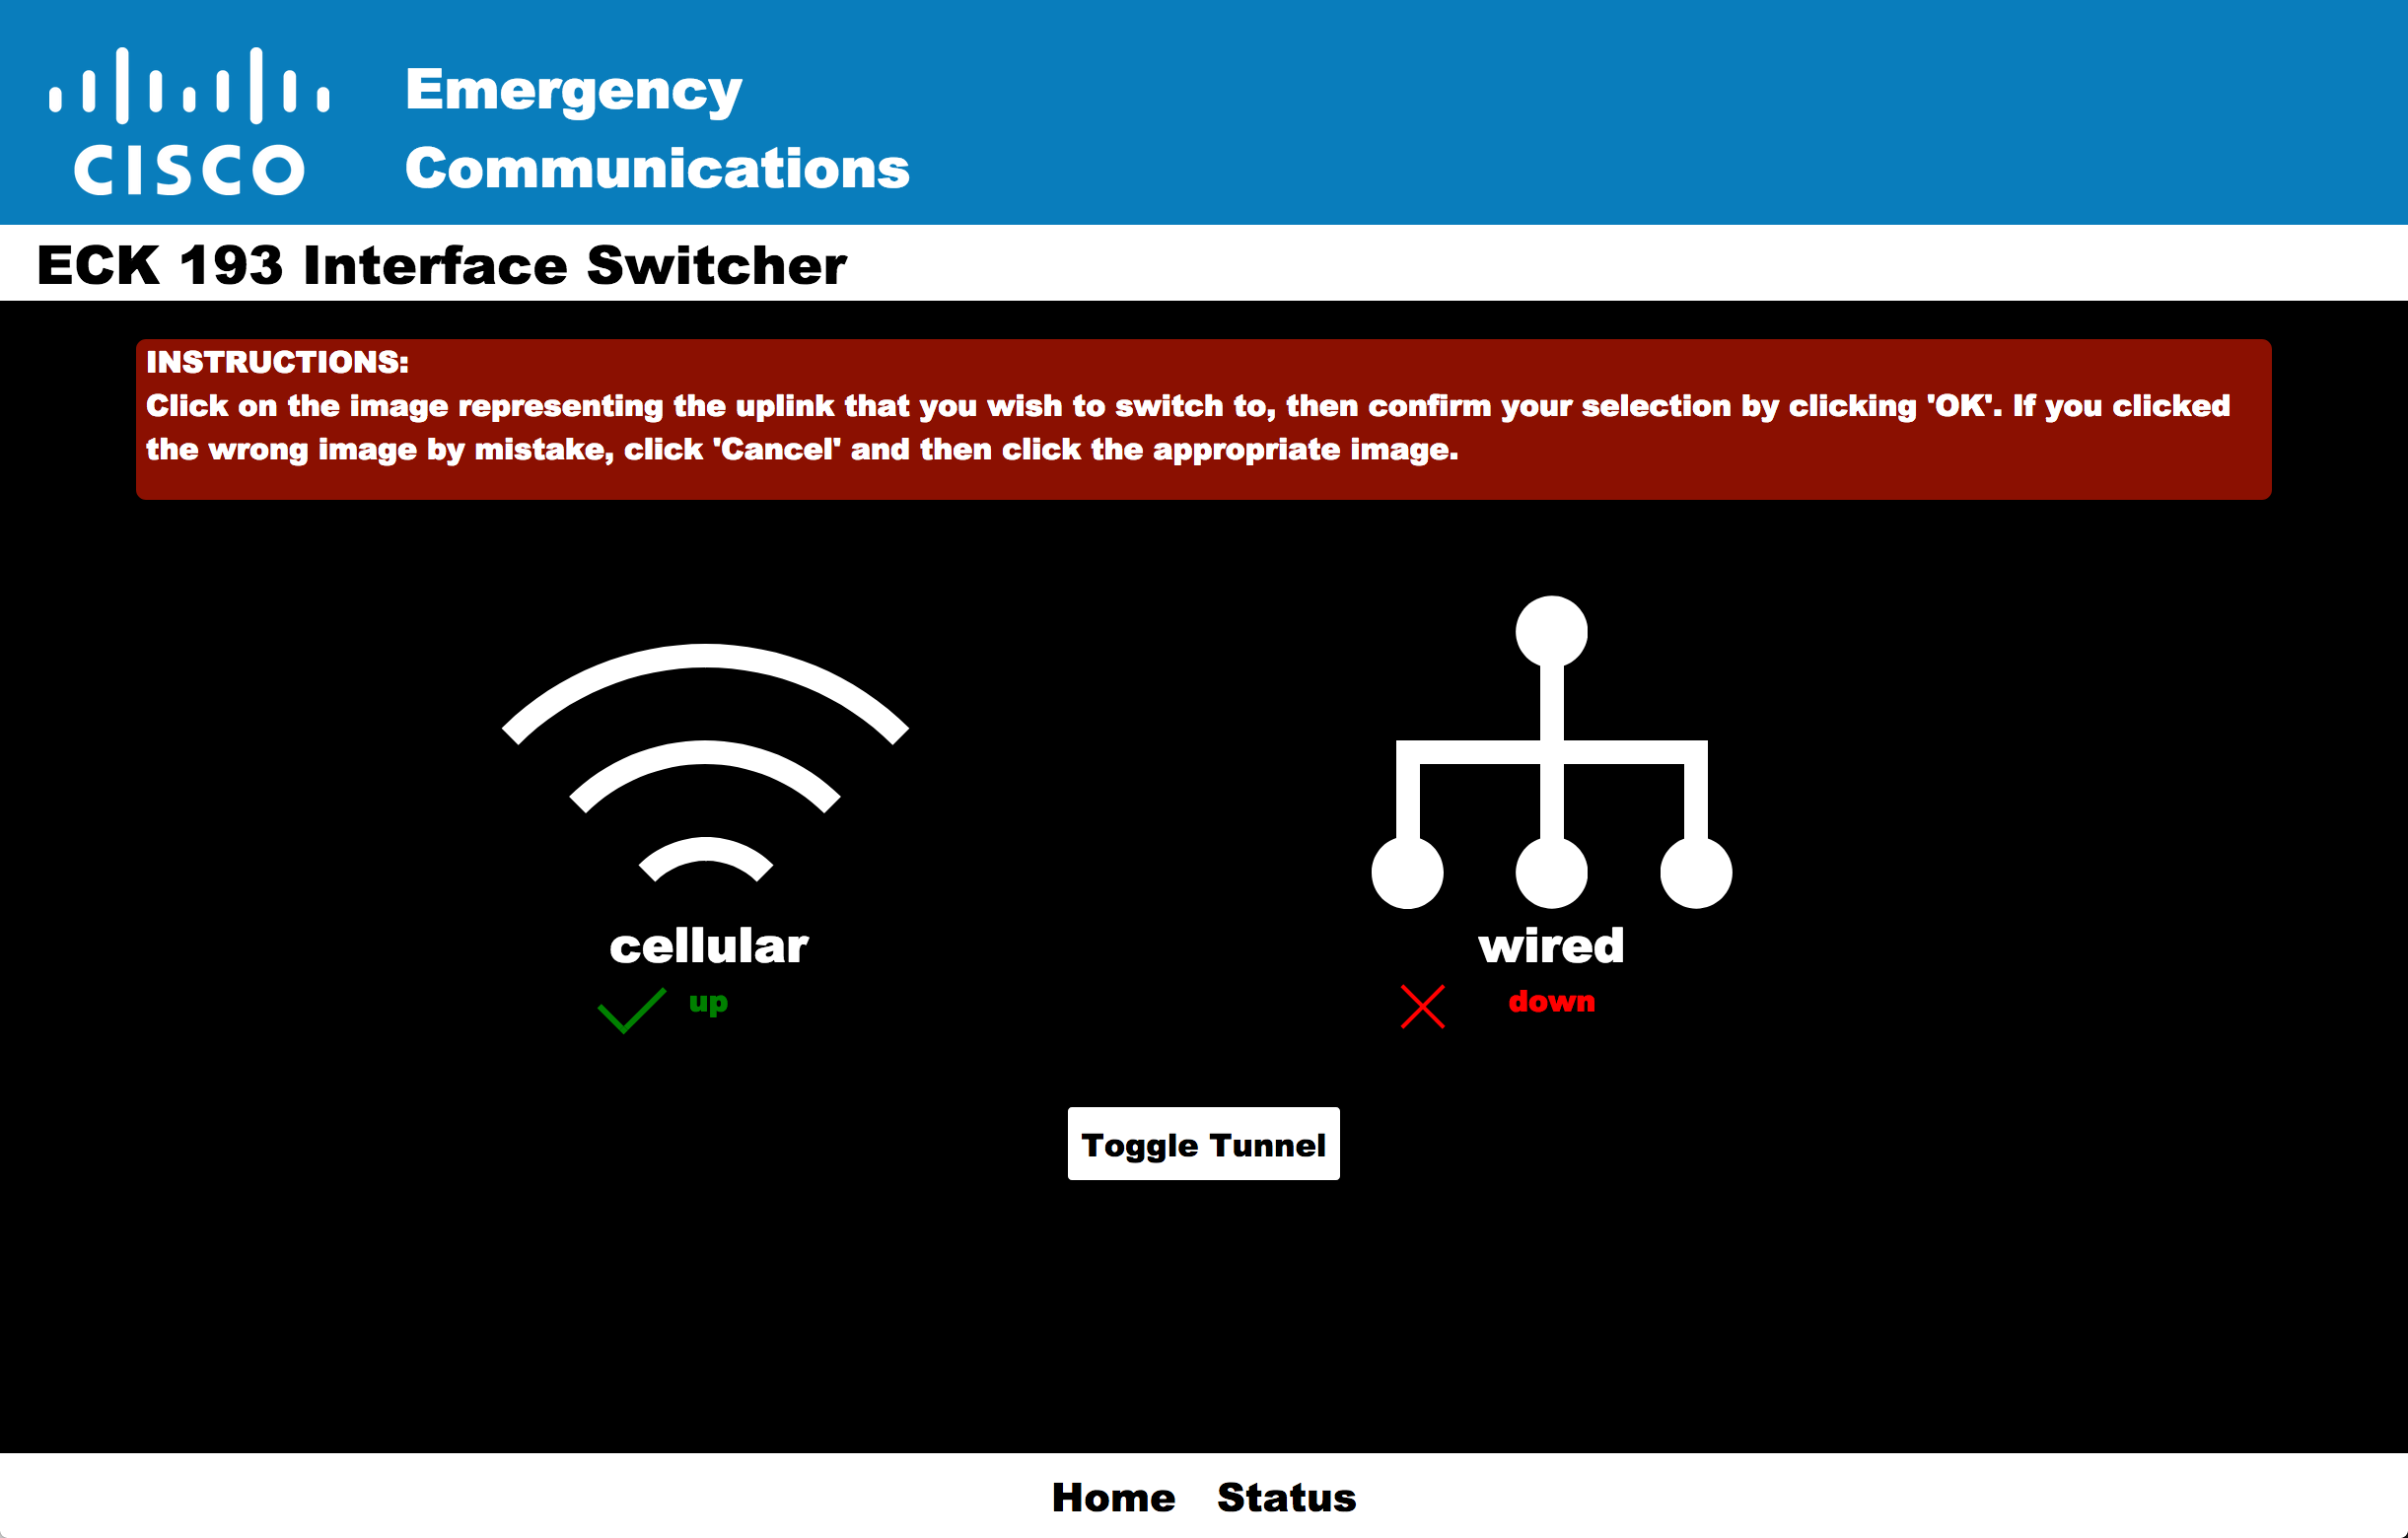 CISCO
Emergency
Communications
ECK 193 Interface Switcher
INSTRUCTIONS:
Click on the image representing the uplink that you wish to switch to, then confirm your selection by clicking 'OK'. If you clicked
the wrong image by mistake, click 'Cancel' and then click the appropriate image.
cellular
up
wired
down
Toggle Tunnel
Home Status